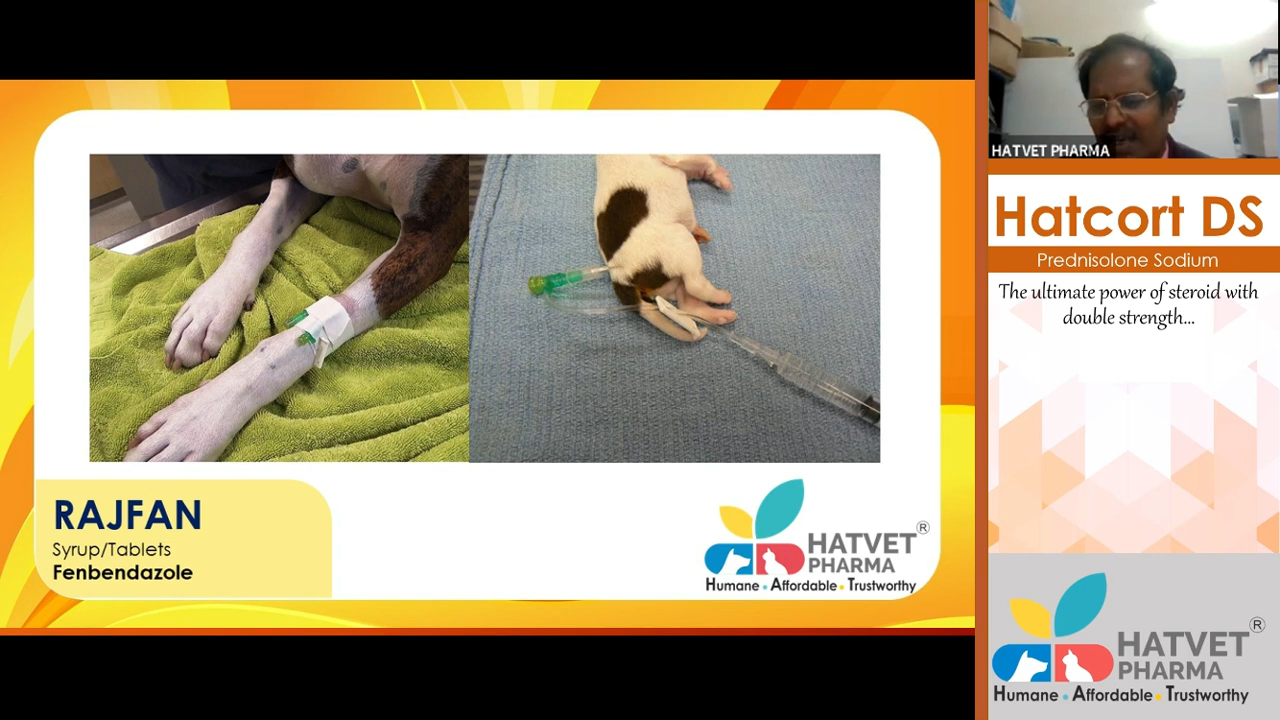 RAJFAN
Syrup/Tablets
Fenbendazole
HATVET ®
PHARMA
Humane • Affordable • Trustworthy
HATVET PHARMA
Hatcort DS
Prednisolone Sodium
The ultimate power of steroid with
double strength...
HATVET ®
PHARMA
Humane • Affordable • Trustworthy